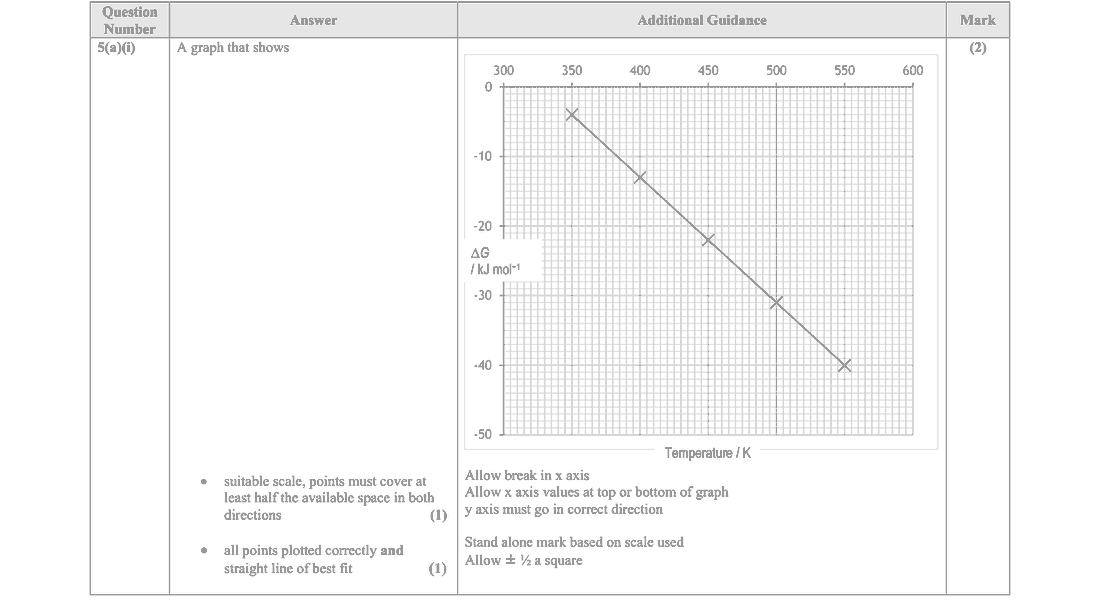 Question Number
Answer
Additional Guidance
Mark
5(a)(i)
A graph that shows
(2)
300 350 400 450 500 550 600
0
-10
-20
ΔG
/ kJ mol⁻¹
-30
-40
-50
Temperature / K
• suitable scale, points must cover at
least half the available space in both
directions (1)
• all points plotted correctly and
straight line of best fit (1)
Allow break in x axis
Allow x axis values at top or bottom of graph
y axis must go in correct direction
Stand alone mark based on scale used
Allow ± ½ a square